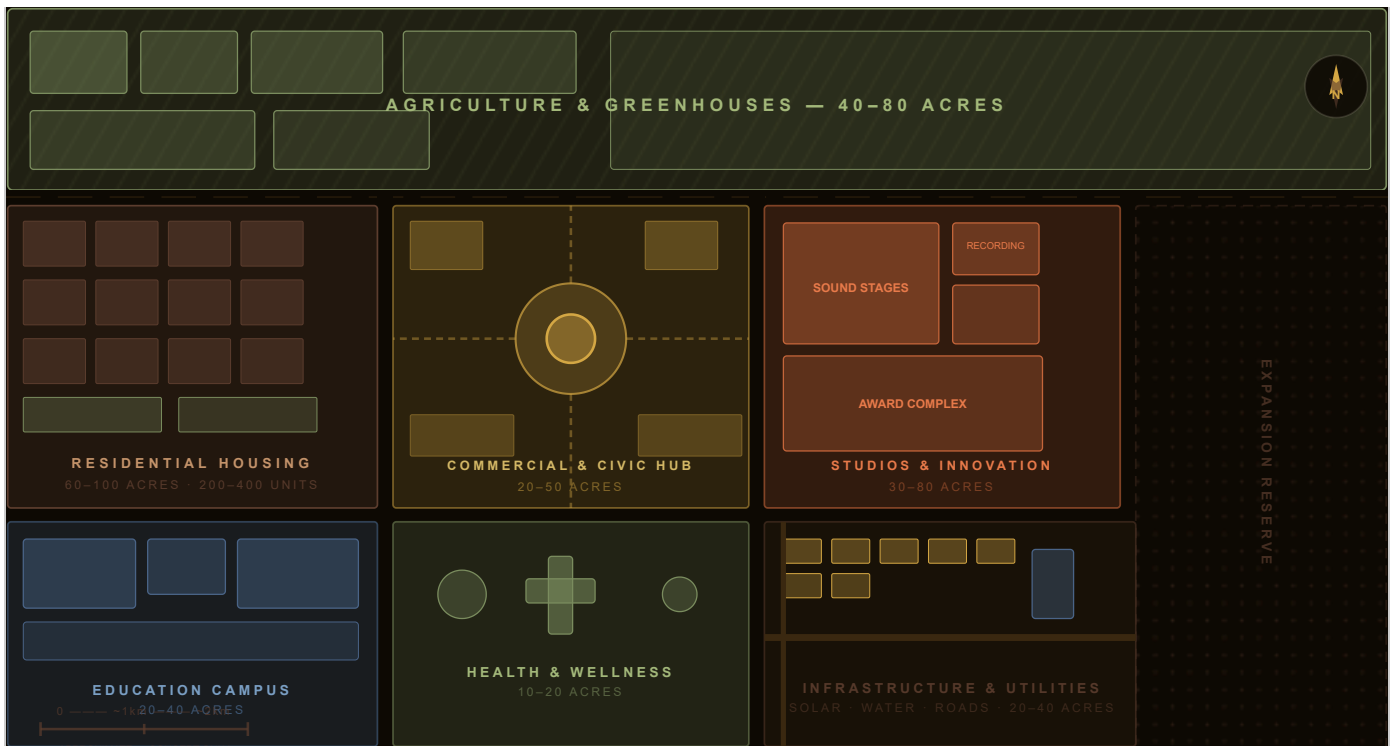 AGRICULTURE & GREENHOUSES — 40–80 ACRES
N
RECORDING
SOUND STAGES
AWARD COMPLEX
EXPANSION RESERVE
RESIDENTIAL HOUSING
60–100 ACRES · 200–400 UNITS
COMMERCIAL & CIVIC HUB
20–50 ACRES
STUDIOS & INNOVATION
30–80 ACRES
EDUCATION CAMPUS
20–40 ACRES
HEALTH & WELLNESS
10–20 ACRES
INFRASTRUCTURE & UTILITIES
SOLAR · WATER · ROADS · 20–40 ACRES